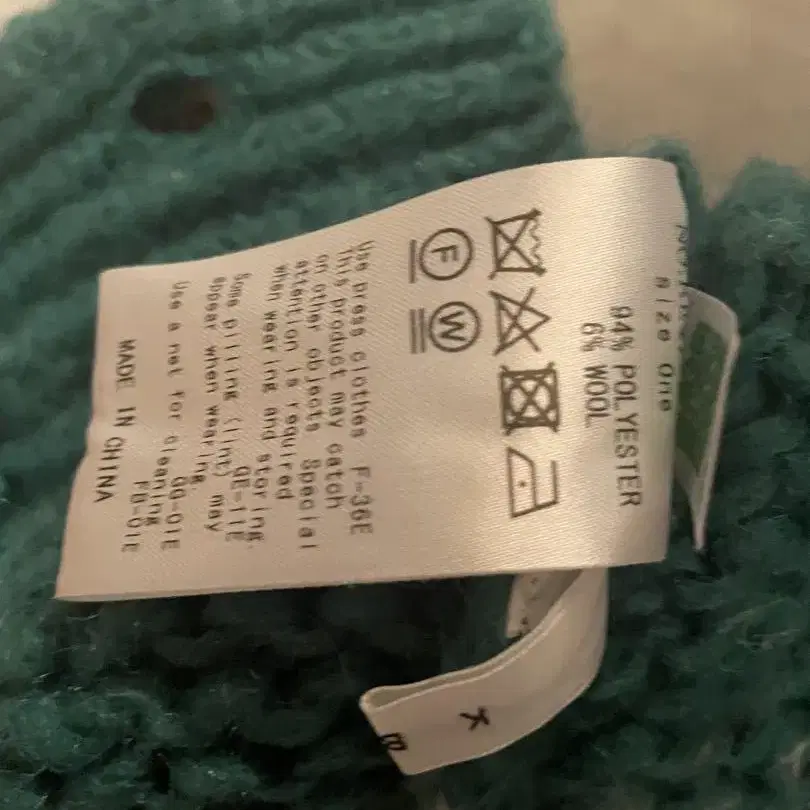 size One
94% POLYESTER
6% WOOL
F
W
Use press clothes F-36E
This product may catch
on other objects Special
attention is required
when wearing and storing.
QE-11E
Some pilling (lint) may
appear when wearing.
QG-01E
Use a net for cleaning
FB-01E
MADE IN CHINA
K